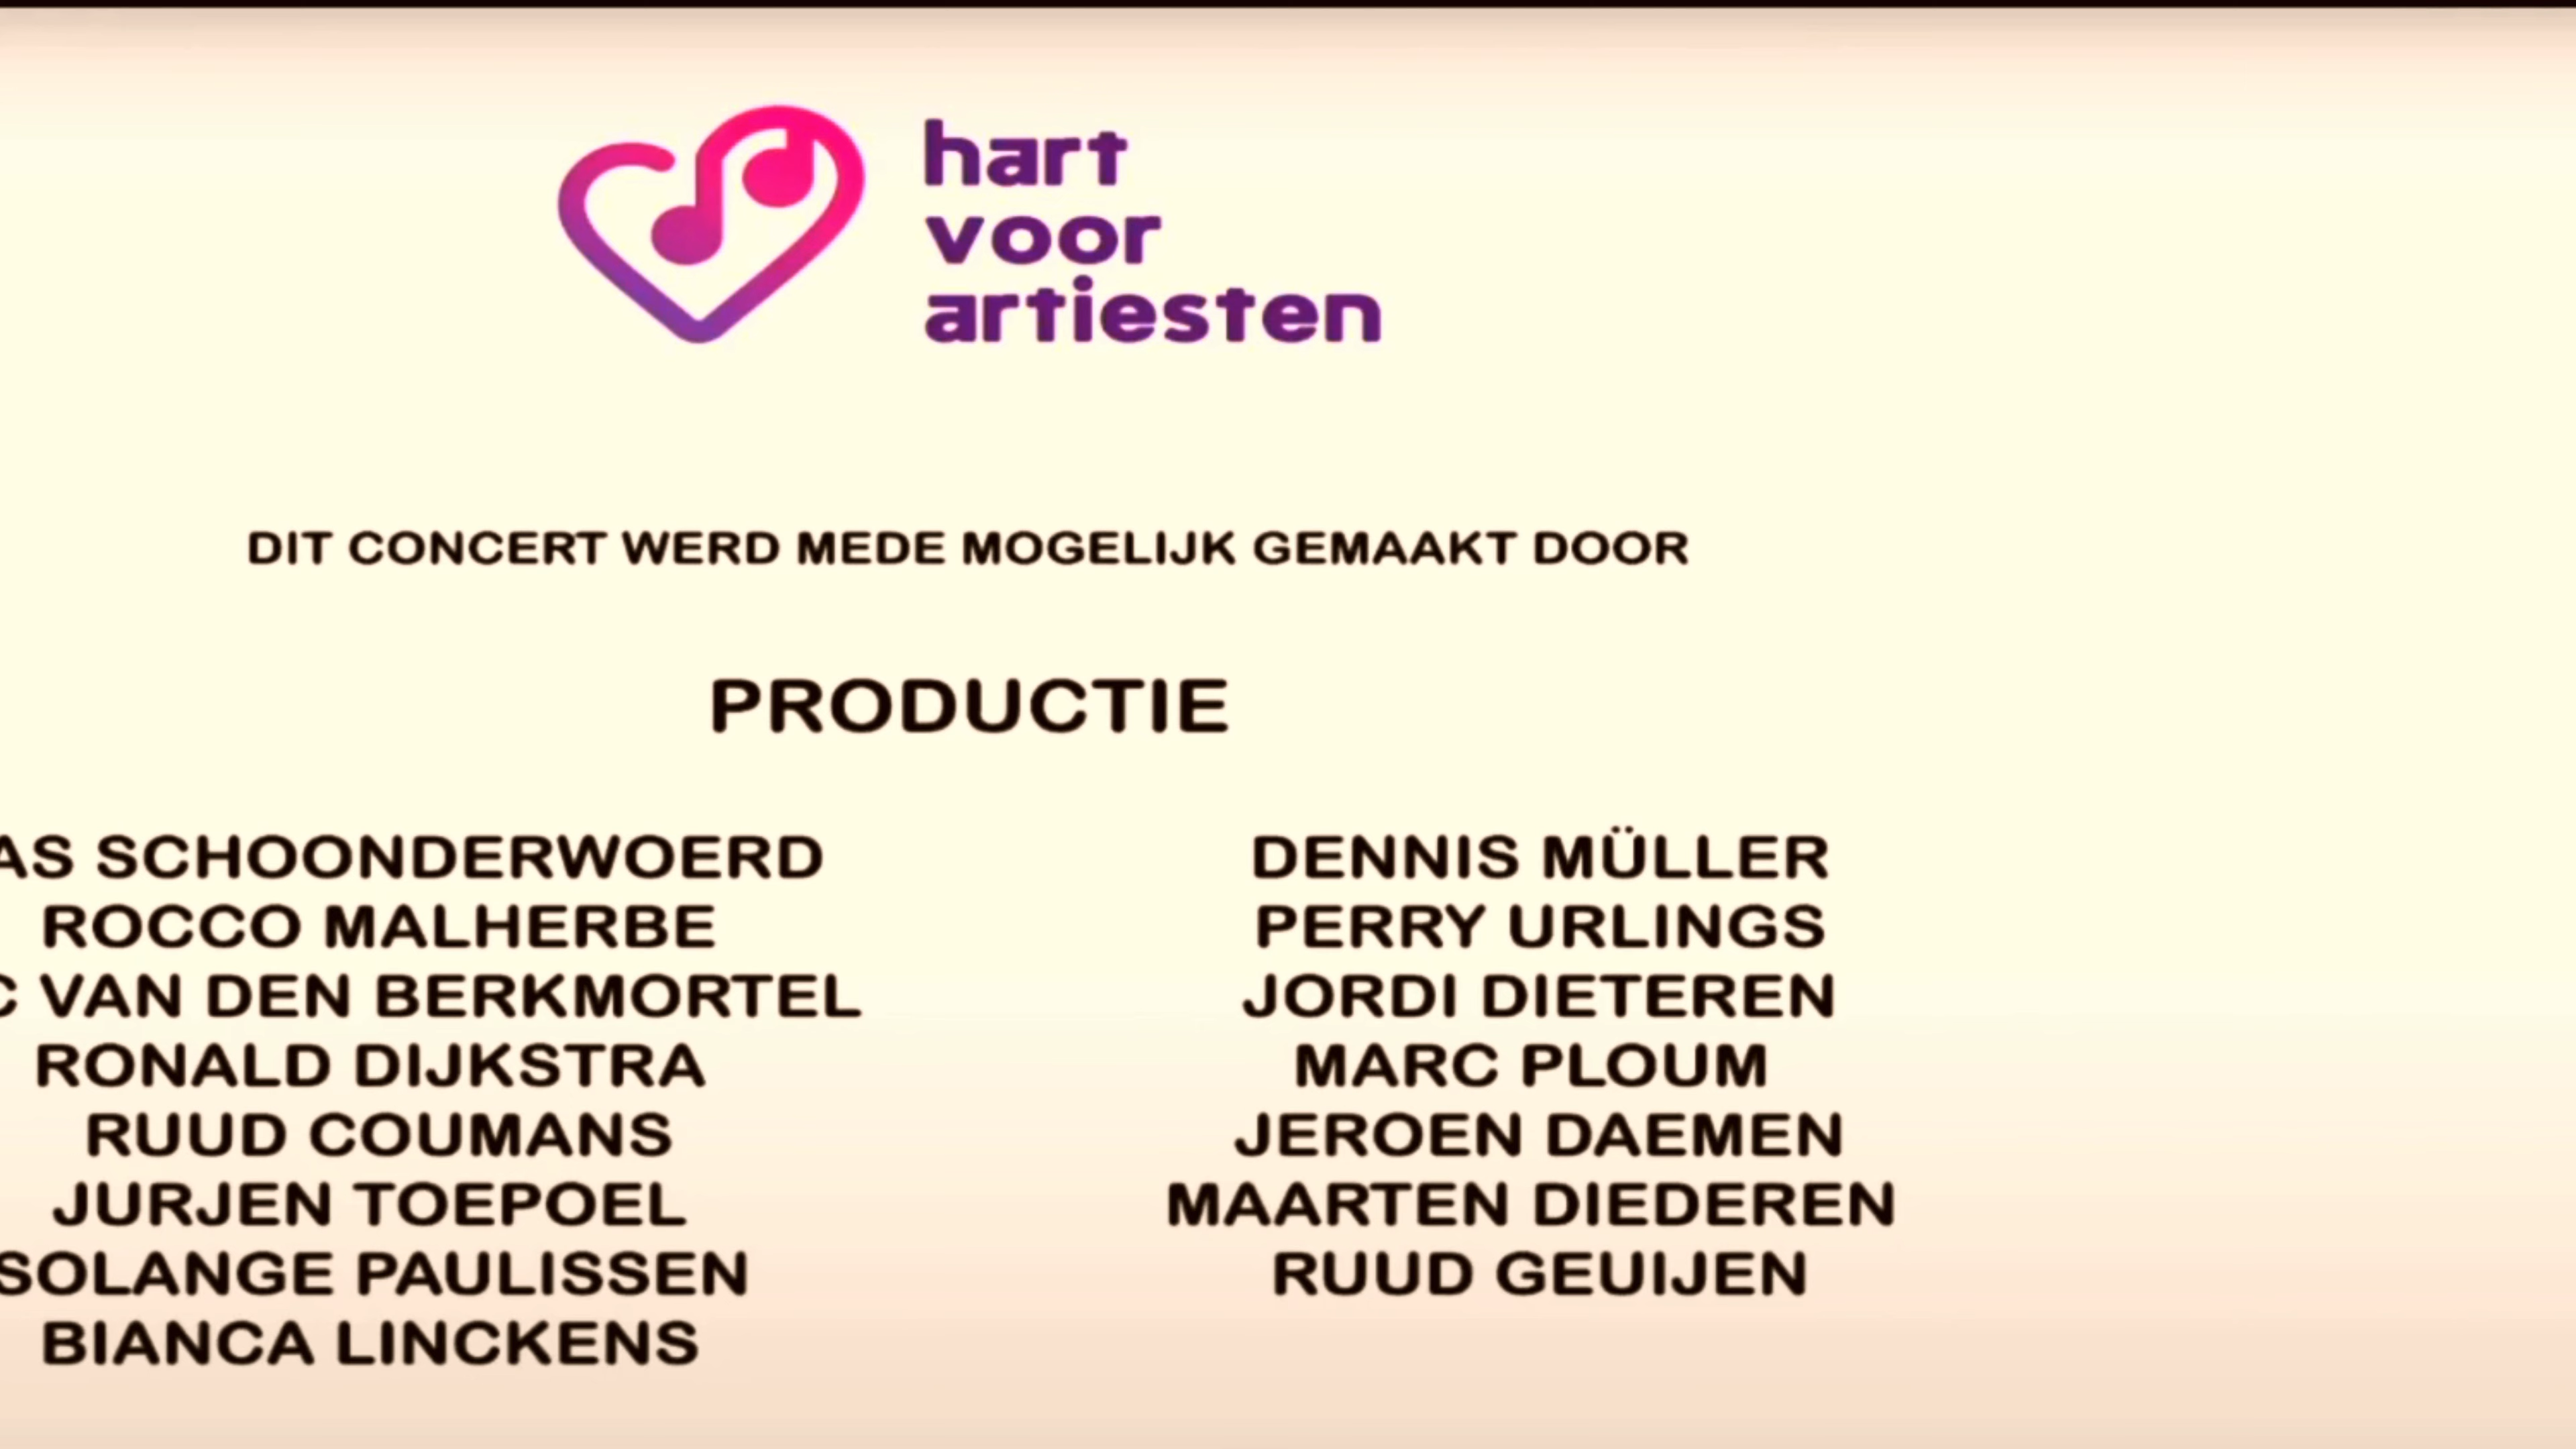 hart
voor
artiesten
DIT CONCERT WERD MEDE MOGELIJK GEMAAKT DOOR
PRODUCTIE
SCHOONDERWOERD
ROCCO MALHERBE
VAN DEN BERKMORTEL
RONALD DIJKSTRA
RUUD COUMANS
JURJEN TOEPOEL
SOLANGE PAULISSEN
BIANCA LINCKENS
DENNIS MÜLLER
PERRY URLINGS
JORDI DIETEREN
MARC PLOUM
JEROEN DAEMEN
MAARTEN DIEDEREN
RUUD GEUIJEN